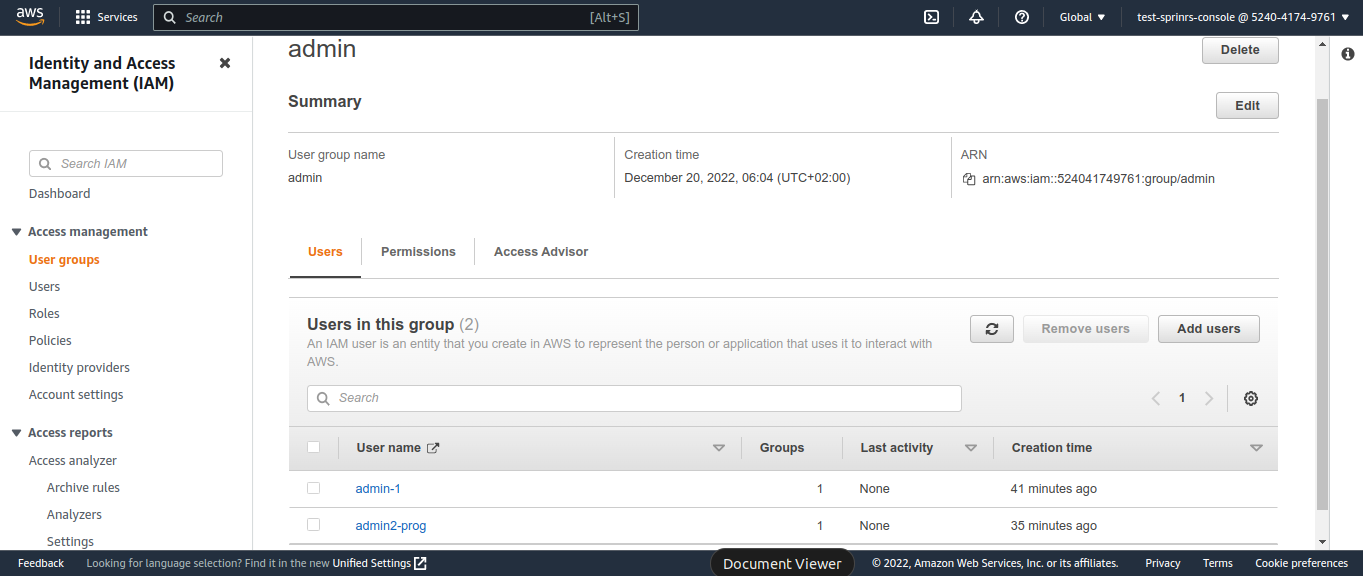 aws
Services
Search
[Alt+S]
Global
test-sprinrs-console @ 5240-4174-9761
Identity and Access
Management (IAM)
Search IAM
Dashboard
Access management
User groups
Users
Roles
Policies
Identity providers
Account settings
Access reports
Access analyzer
Archive rules
Analyzers
Settings
admin
Delete
Summary
Edit
User group name
admin
Creation time
December 20, 2022, 06:04 (UTC+02:00)
ARN
arn:aws:iam::524041749761:group/admin
Users
Permissions
Access Advisor
Users in this group (2)
An IAM user is an entity that you create in AWS to represent the person or application that uses it to interact with
AWS.
Remove users
Add users
Search
1
User name Groups Last activity Creation time
admin-1 1 None 41 minutes ago
admin2-prog 1 None 35 minutes ago
Feedback
Looking for language selection? Find it in the new Unified Settings
Document Viewer
© 2022, Amazon Web Services, Inc. or its affiliates.
Privacy
Terms
Cookie preferences